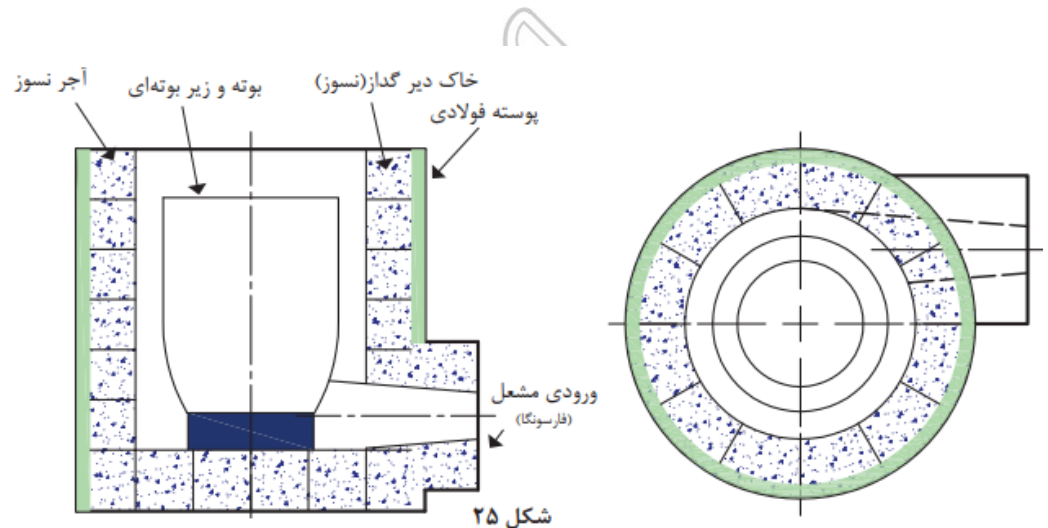 خاک دیر گداز(نسوز)
پوسته فولادی
بوته و زیر بوته‌ای
آجر نسوز
ورودی مشعل
(فارسونگا)
شکل ۲۵